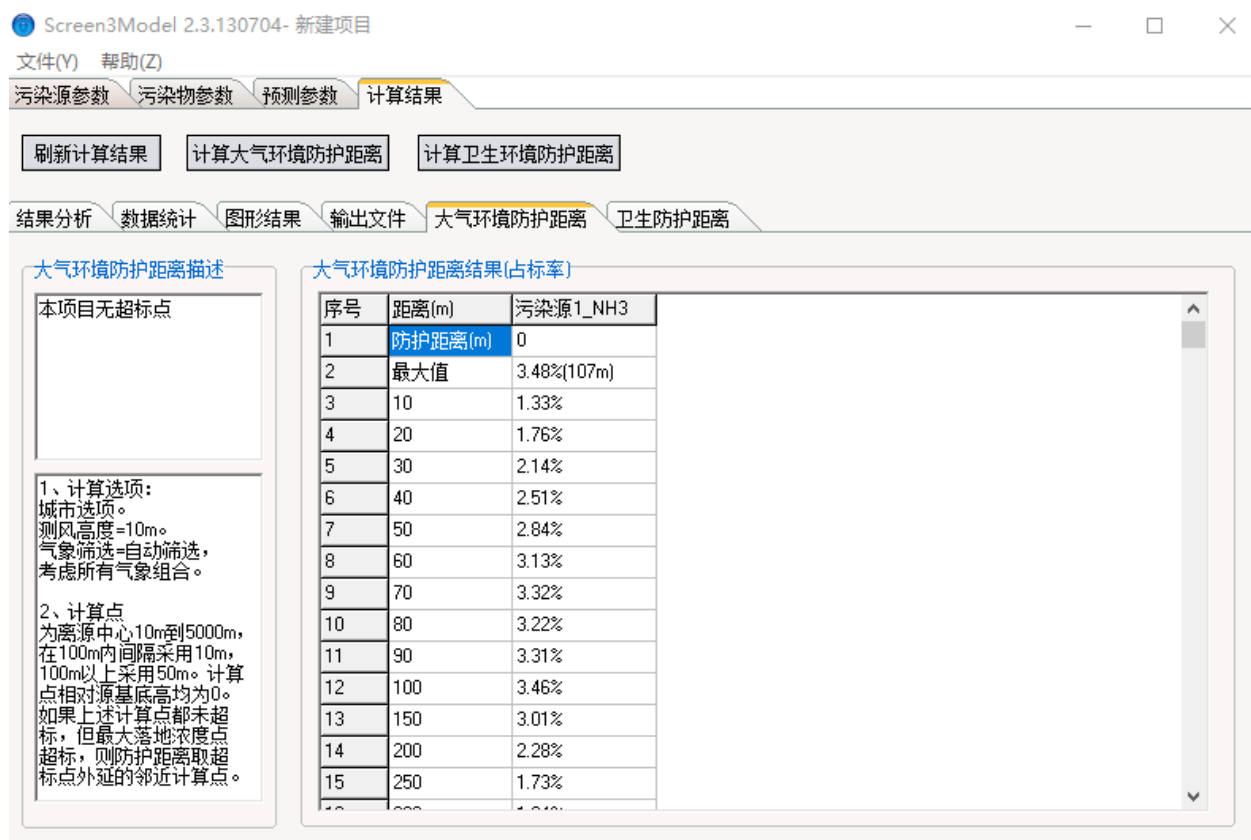 Screen3Model 2.3.130704- 新建项目
文件(Y) 帮助(Z)
污染源参数 污染物参数 预测参数 计算结果
刷新计算结果 计算大气环境防护距离 计算卫生环境防护距离
结果分析 数据统计 图形结果 输出文件 大气环境防护距离 卫生防护距离
大气环境防护距离描述
本项目无超标点
1、计算选项：
城市选项。
测风高度=10m。
气象筛选=自动筛选，
考虑所有气象组合。
2、计算点
为离源中心10m到5000m，
在100m内间隔采用10m，
100m以上采用50m。计算
点相对源基底高均为0。
如果上述计算点都未超
标，但最大落地浓度点
超标，则防护距离取超
标点外延的邻近计算点。
大气环境防护距离结果(占标率)
序号 距离(m) 污染源1_NH3
1 防护距离(m) 0
2 最大值 3.48%(107m)
3 10 1.33%
4 20 1.76%
5 30 2.14%
6 40 2.51%
7 50 2.84%
8 60 3.13%
9 70 3.32%
10 80 3.22%
11 90 3.31%
12 100 3.46%
13 150 3.01%
14 200 2.28%
15 250 1.73%